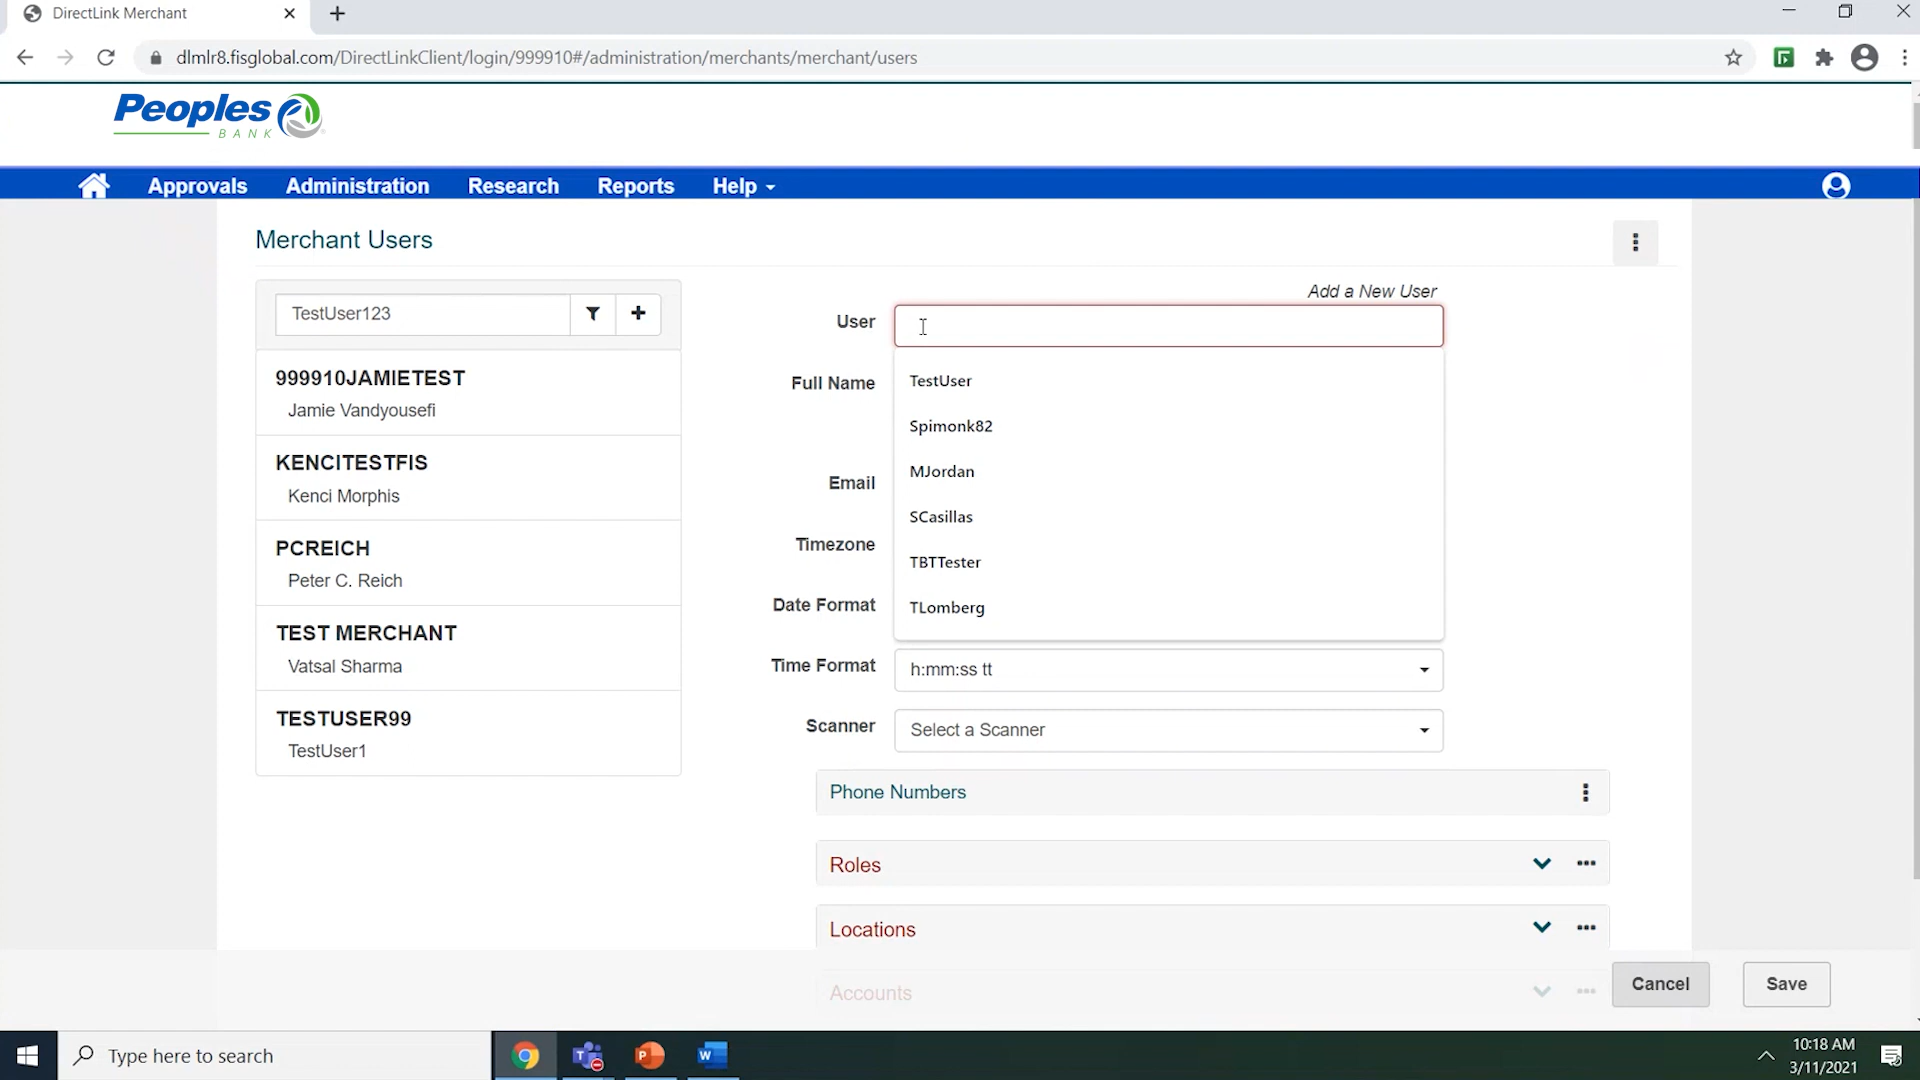 DirectLink Merchant
dlmlr8.fisglobal.com/DirectLinkClient/login/999910#/administration/merchants/merchant/users
Peoples
BANK
Approvals Administration Research Reports Help
Merchant Users
TestUser123
999910JAMIETEST
Jamie Vandyousefi
KENCITESTFIS
Kenci Morphis
PCREICH
Peter C. Reich
TEST MERCHANT
Vatsal Sharma
TESTUSER99
TestUser1
Add a New User
User
Full Name
Email
Timezone
Date Format
TestUser
Spimonk82
MJordan
SCasillas
TBTTester
TLomberg
Time Format h:mm:ss tt
Scanner Select a Scanner
Phone Numbers
Roles
Locations
Accounts
Cancel Save
Type here to search
10:18 AM
3/11/2021